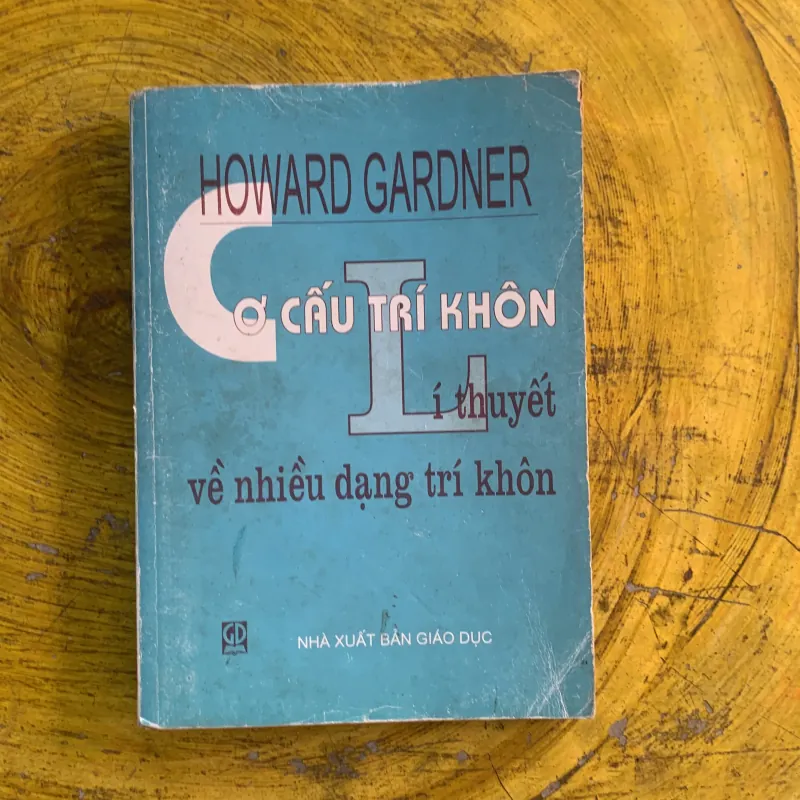 HOWARD GARDNER
CƠ CẤU TRÍ KHÔN
Lí thuyết
về nhiều dạng trí khôn
GD
NHÀ XUẤT BẢN GIÁO DỤC